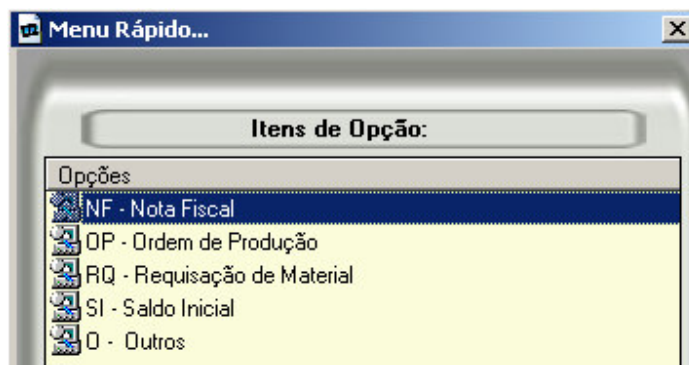 Menu Rápido...
Itens de Opção:
Opções
NF - Nota Fiscal
OP - Ordem de Produção
RQ - Requisação de Material
SI - Saldo Inicial
O - Outros